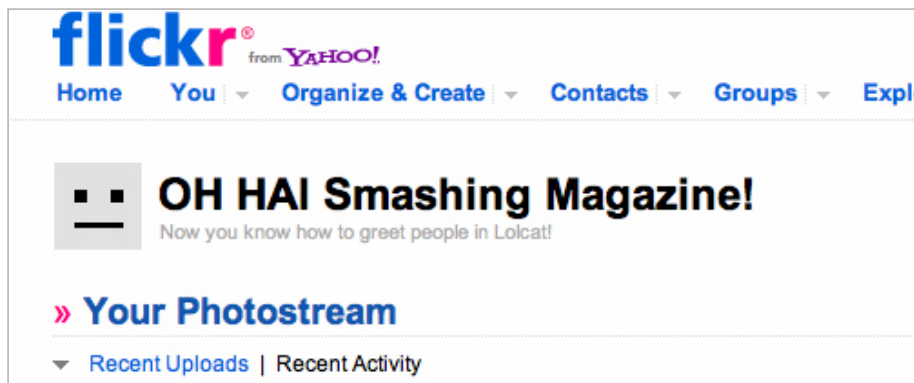 flickr® from YAHOO!
Home You Organize & Create Contacts Groups Expl
OH HAI Smashing Magazine!
Now you know how to greet people in Lolcat!
» Your Photostream
Recent Uploads | Recent Activity